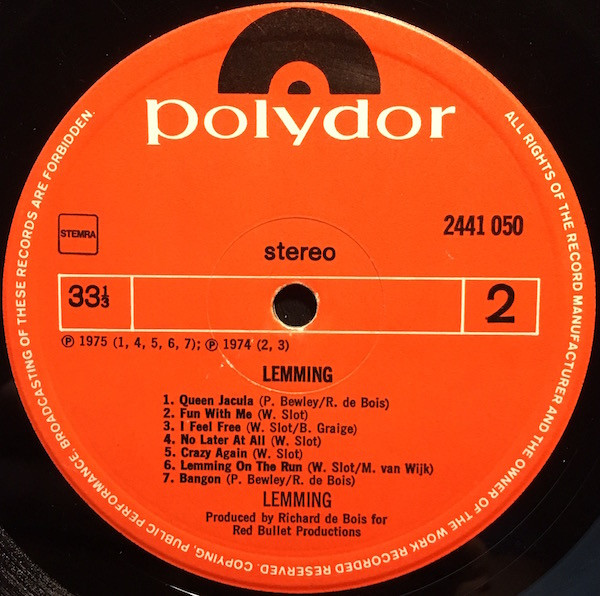 polydor
STEMRA
2441 050
stereo
33 1/3
2
℗ 1975 (1, 4, 5, 6, 7); ℗ 1974 (2, 3)
LEMMING
1. Queen Jacula (P. Bewley/R. de Bois)
2. Fun With Me (W. Slot)
3. I Feel Free (W. Slot/B. Graige)
4. No Later At All (W. Slot)
5. Crazy Again (W. Slot)
6. Lemming On The Run (W. Slot/M. van Wijk)
7. Bangon (P. Bewley/R. de Bois)
LEMMING
Produced by Richard de Bois for
Red Bullet Productions
ALL RIGHTS OF THE RECORD MANUFACTURER AND THE OWNER OF THE WORK RECORDED RESERVED. COPYING, PUBLIC PERFORMANCE, BROADCASTING OF THESE RECORDS ARE FORBIDDEN.